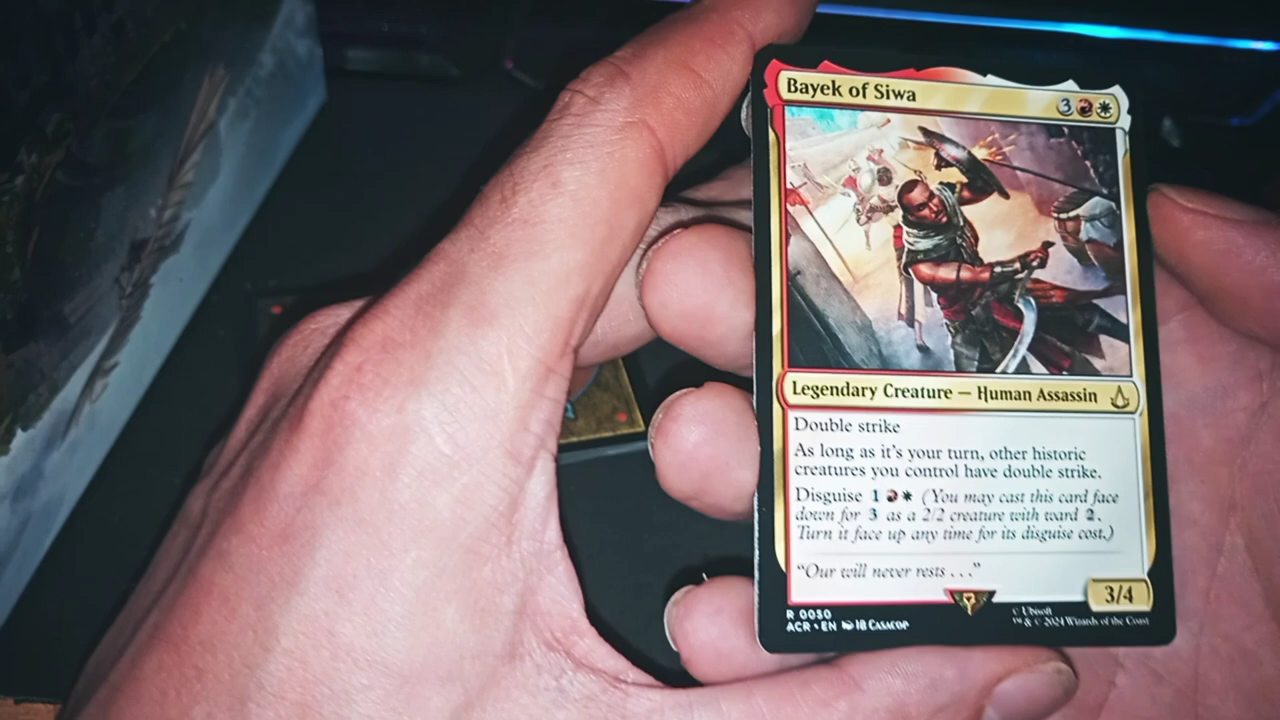 Bayek of Siwa 3
Legendary Creature — Human Assassin
Double strike
As long as it's your turn, other historic
creatures you control have double strike.
Disguise 1 (You may cast this card face
down for 3 as a 2/2 creature with ward 2.
Turn it face up any time for its disguise cost.)
"Our will never rests . . ."
3/4
R 0050
ACR • EN IB CASACOP
© Ubisoft
™ & © 2024 Wizards of the Coast